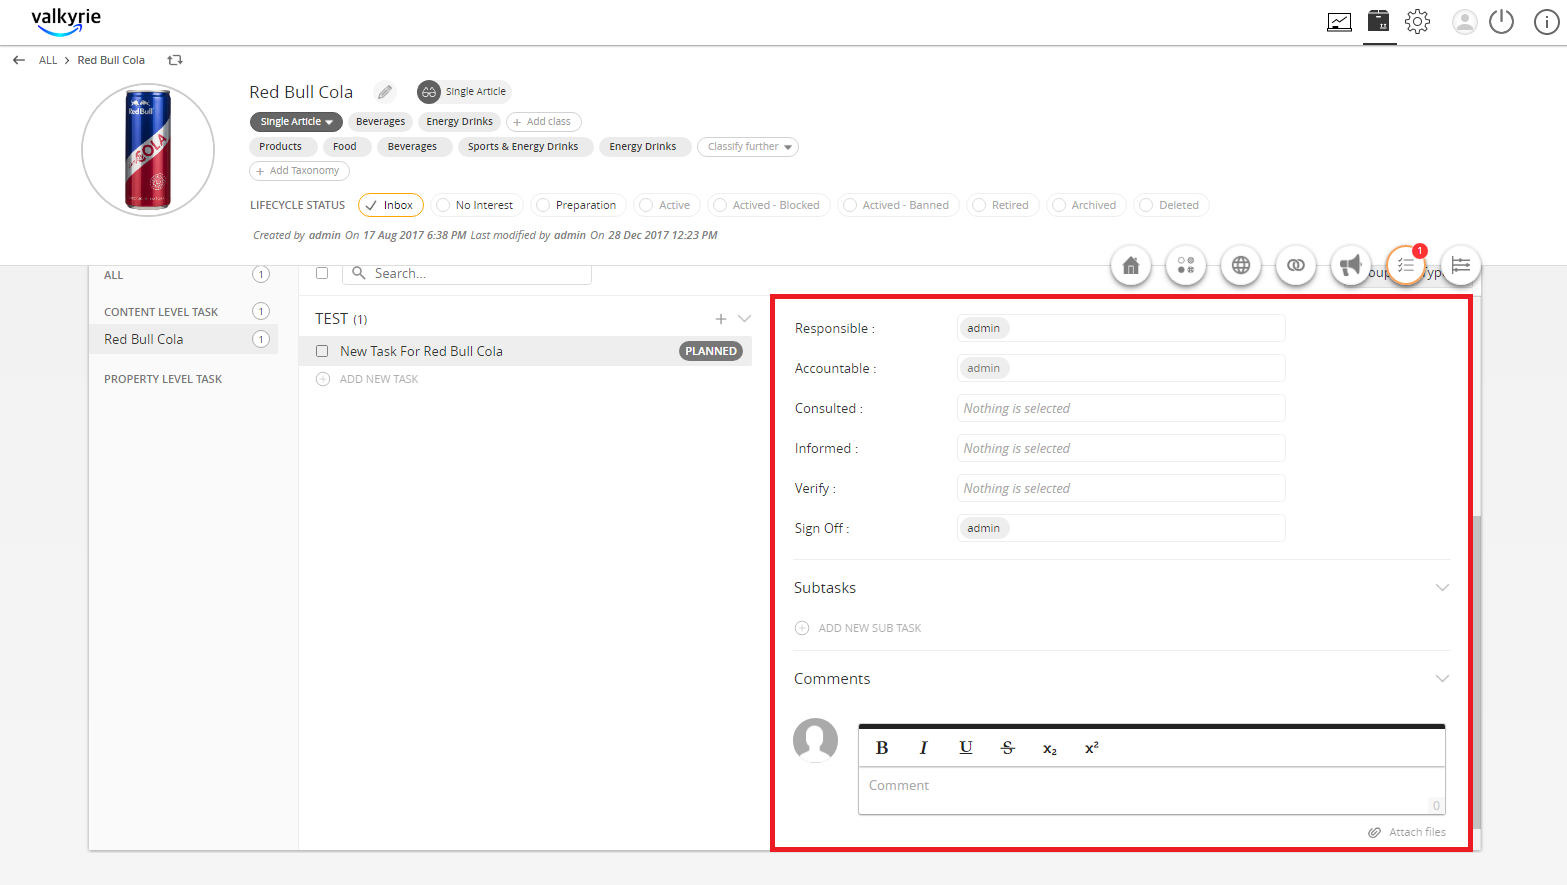 valkyrie
ALL > Red Bull Cola
Red Bull Cola Single Article
Single Article Beverages Energy Drinks + Add class
Products Food Beverages Sports & Energy Drinks Energy Drinks Classify further
+ Add Taxonomy
LIFECYCLE STATUS Inbox No Interest Preparation Active Actived - Blocked Actived - Banned Retired Archived Deleted
Created by admin On 17 Aug 2017 6:38 PM Last modified by admin On 28 Dec 2017 12:23 PM
1
ALL 1
Search...
CONTENT LEVEL TASK 1
Red Bull Cola 1
PROPERTY LEVEL TASK
TEST (1)
New Task For Red Bull Cola PLANNED
ADD NEW TASK
Responsible : admin
Accountable : admin
Consulted : Nothing is selected
Informed : Nothing is selected
Verify : Nothing is selected
Sign Off : admin
Subtasks
ADD NEW SUB TASK
Comments
B I U S x₂ x²
Comment
0
Attach files
RedBull
COLA